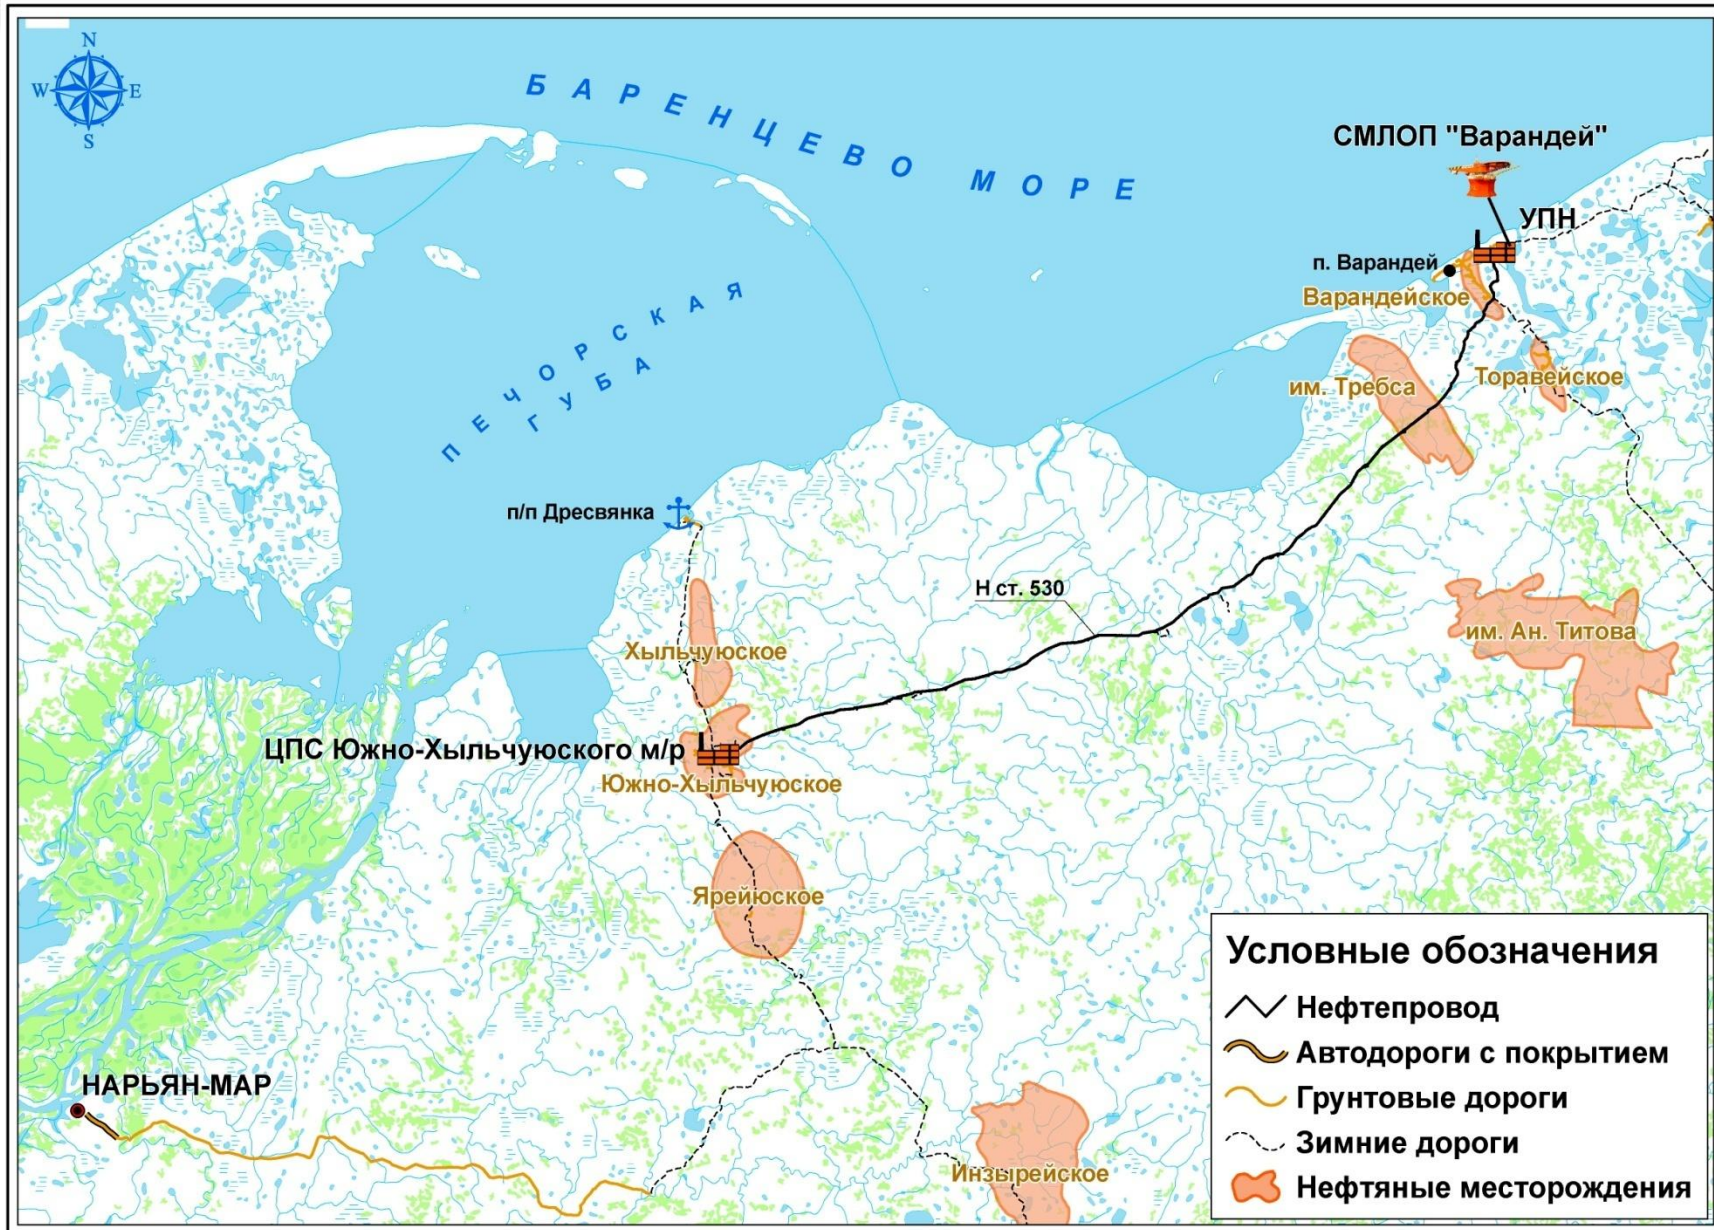 N
W
E
S
БАРЕНЦЕВО МОРЕ
СМЛОП "Варандей"
УПН
п. Варандей
Варандейское
ПЕЧОРСКАЯ
ГУБА
им. Требса
Торавейское
п/п Дресвянка
Н ст. 530
Хыльчуюское
им. Ан. Титова
ЦПС Южно-Хыльчуюского м/р
Южно-Хыльчуюское
Ярейюское
НАРЬЯН-МАР
Инзырейское
Условные обозначения
Нефтепровод
Автодороги с покрытием
Грунтовые дороги
Зимние дороги
Нефтяные месторождения